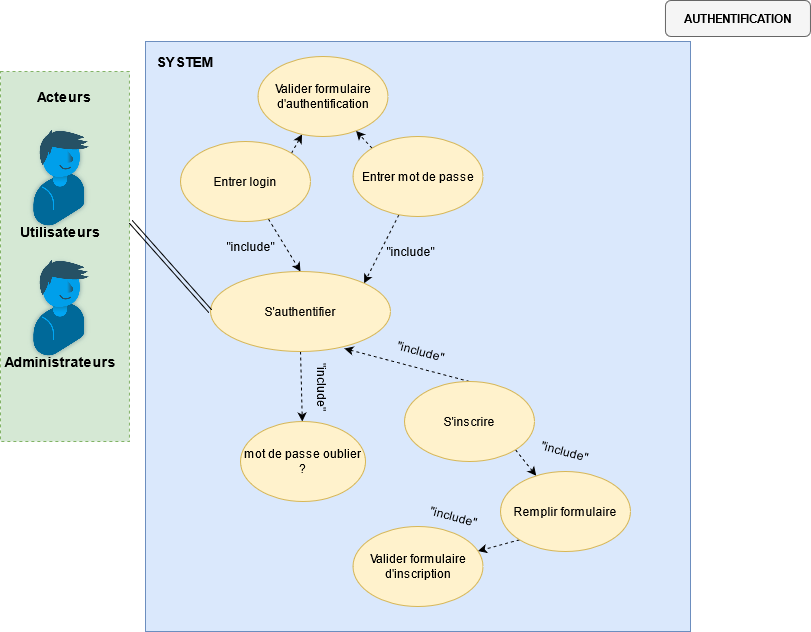 AUTHENTIFICATION
SYSTEM
Acteurs
Valider formulaire
d'authentification
Entrer login
Entrer mot de passe
Utilisateurs
"include"
"include"
S'authentifier
Administrateurs
"include"
"include"
S'inscrire
mot de passe oublier
?
"include"
Remplir formulaire
"include"
Valider formulaire
d'inscription